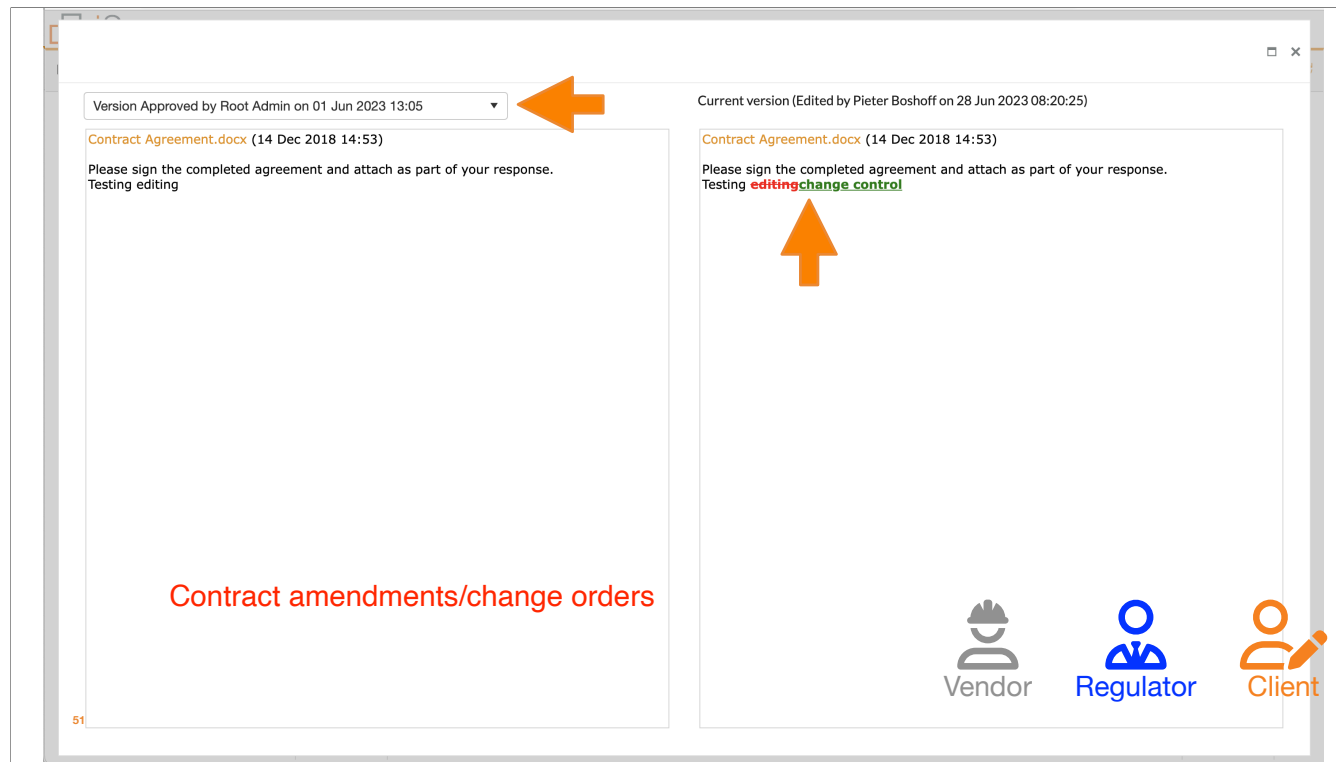 Version Approved by Root Admin on 01 Jun 2023 13:05
Current version (Edited by Pieter Boshoff on 28 Jun 2023 08:20:25)
Contract Agreement.docx (14 Dec 2018 14:53)
Please sign the completed agreement and attach as part of your response.
Testing editing
Contract Agreement.docx (14 Dec 2018 14:53)
Please sign the completed agreement and attach as part of your response.
Testing editingchange control
Contract amendments/change orders
Vendor
Regulator
Client
51